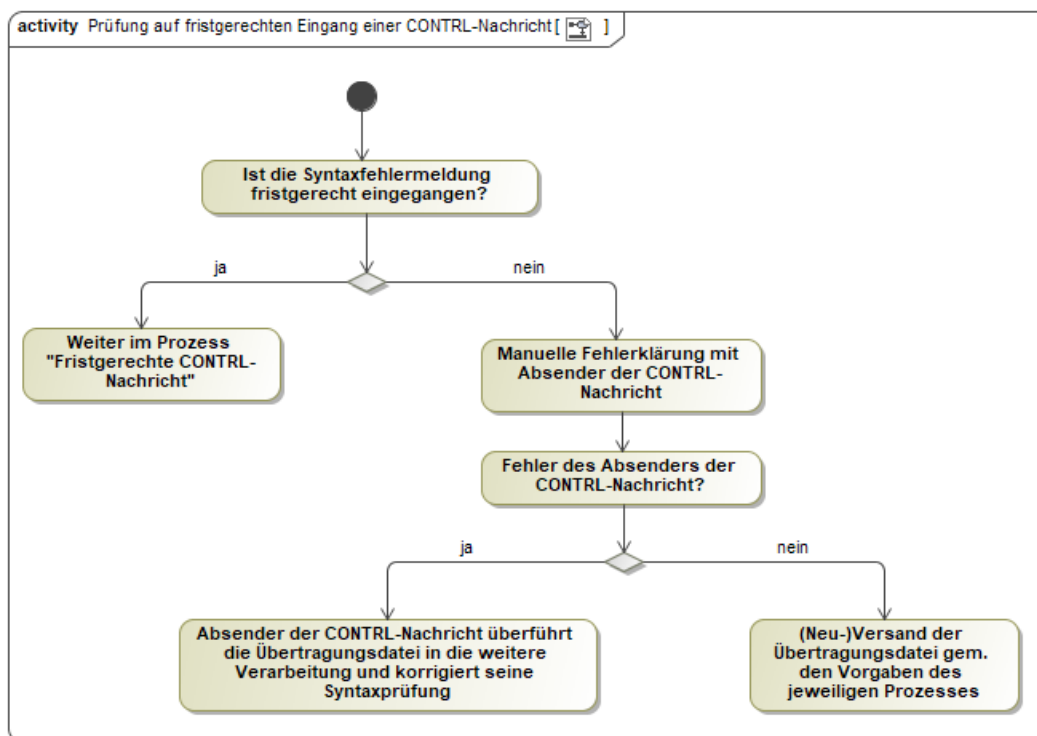 activity Prüfung auf fristgerechten Eingang einer CONTRL-Nachricht [ ]
Ist die Syntaxfehlermeldung
fristgerecht eingegangen?
ja
nein
Weiter im Prozess
"Fristgerechte CONTRL-
Nachricht"
Manuelle Fehlerklärung mit
Absender der CONTRL-
Nachricht
Fehler des Absenders der
CONTRL-Nachricht?
ja
nein
Absender der CONTRL-Nachricht überführt
die Übertragungsdatei in die weitere
Verarbeitung und korrigiert seine
Syntaxprüfung
(Neu-)Versand der
Übertragungsdatei gem.
den Vorgaben des
jeweiligen Prozesses